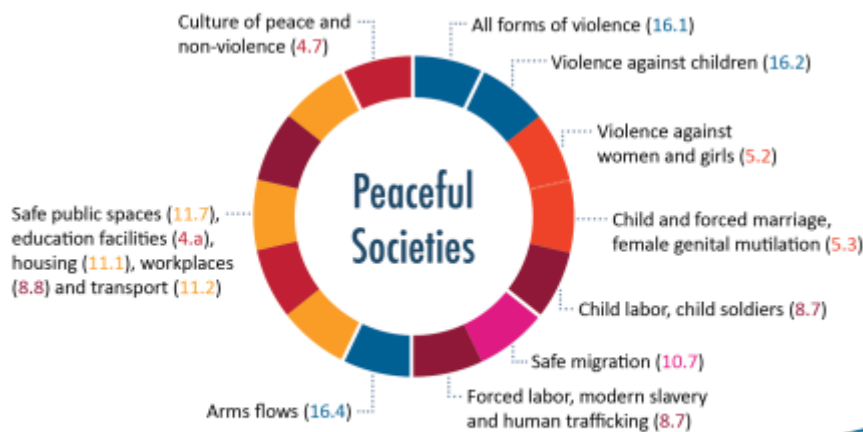 Culture of peace and
non-violence (4.7)
All forms of violence (16.1)
Violence against children (16.2)
Violence against
women and girls (5.2)
Peaceful
Societies
Safe public spaces (11.7),
education facilities (4.a),
housing (11.1), workplaces
(8.8) and transport (11.2)
Child and forced marriage,
female genital mutilation (5.3)
Child labor, child soldiers (8.7)
Safe migration (10.7)
Arms flows (16.4)
Forced labor, modern slavery
and human trafficking (8.7)